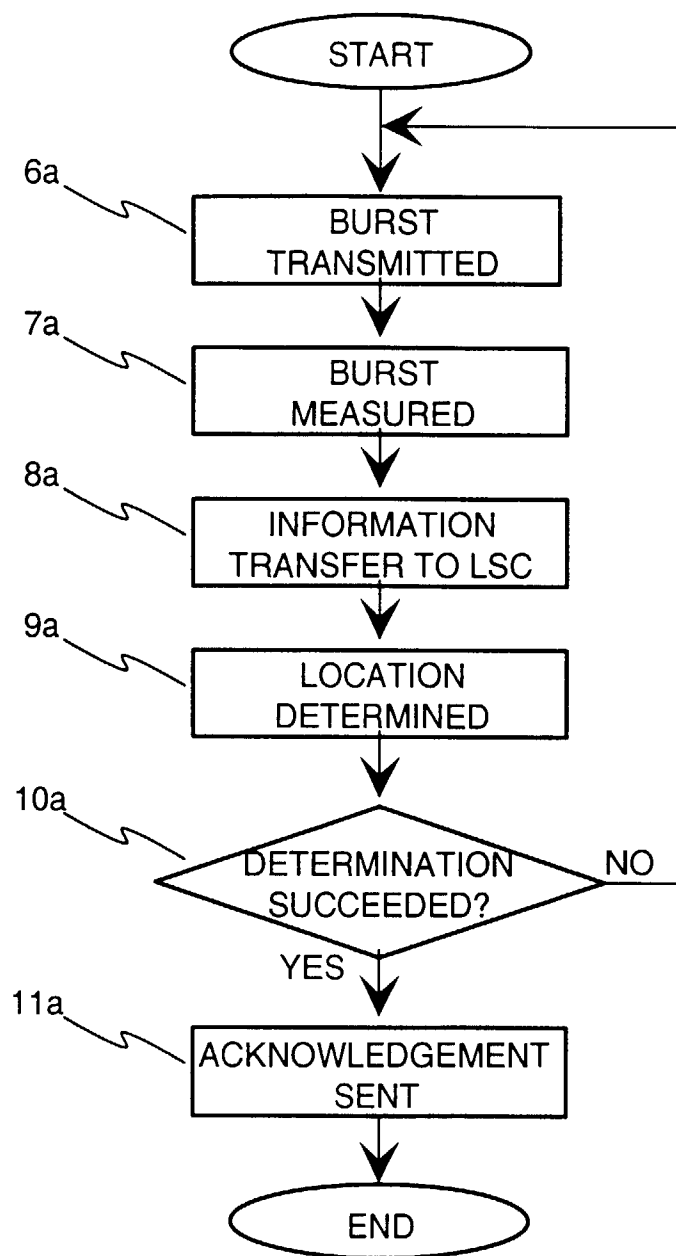 START
6a
BURST
TRANSMITTED
7a
BURST
MEASURED
8a
INFORMATION
TRANSFER TO LSC
9a
LOCATION
DETERMINED
10a
DETERMINATION
SUCCEEDED?
NO
YES
11a
ACKNOWLEDGEMENT
SENT
END